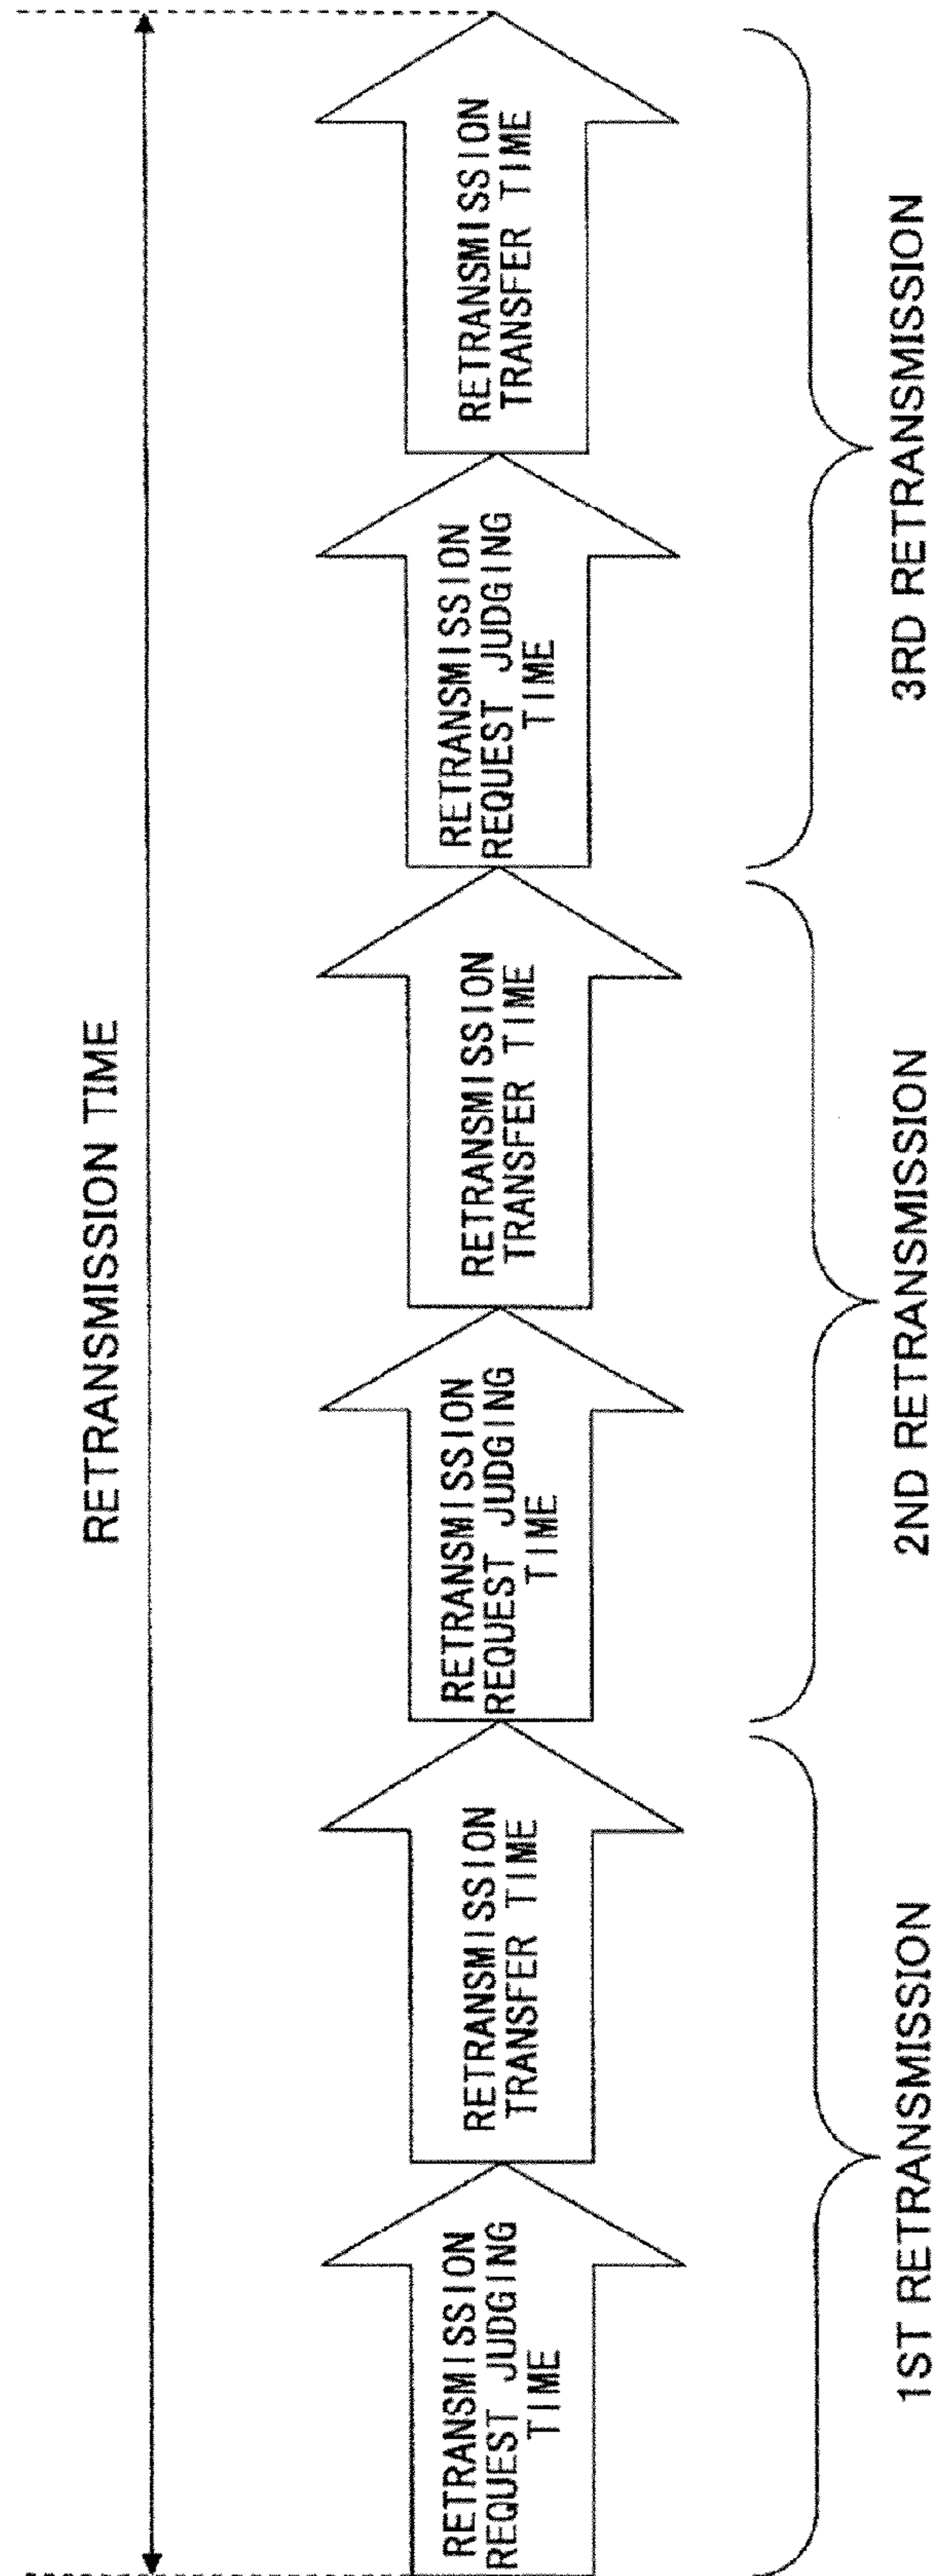 RETRANSMISSION TIME
RETRANSMISSION
REQUEST JUDGING
TIME
RETRANSMISSION
TRANSFER TIME
RETRANSMISSION
REQUEST JUDGING
TIME
RETRANSMISSION
TRANSFER TIME
RETRANSMISSION
REQUEST JUDGING
TIME
RETRANSMISSION
TRANSFER TIME
1ST RETRANSMISSION
2ND RETRANSMISSION
3RD RETRANSMISSION